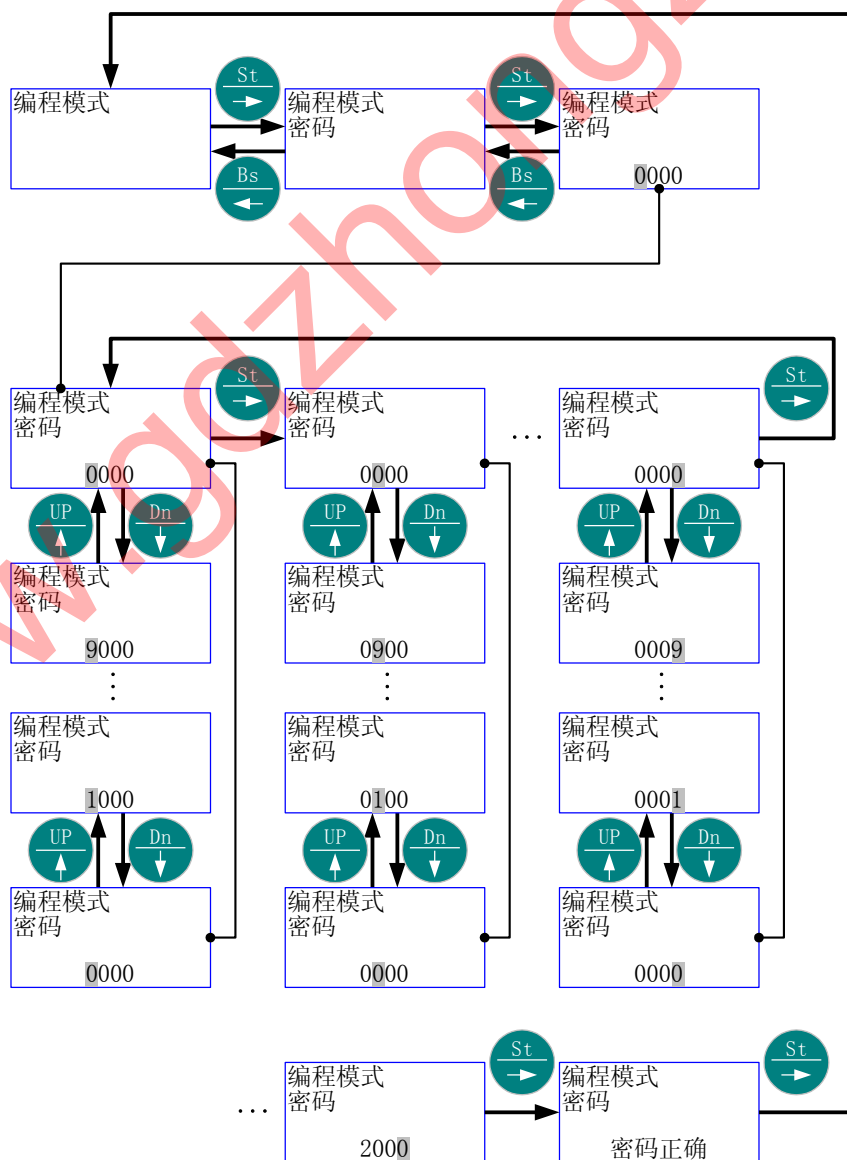 St
St
编程模式
编程模式
密码
编程模式
密码
0000
Bs
Bs
St
St
编程模式
密码
0000
编程模式
密码
0000
...
编程模式
密码
0000
UP
Dn
UP
Dn
UP
Dn
编程模式
密码
9000
编程模式
密码
0900
编程模式
密码
0009
...
...
...
编程模式
密码
1000
编程模式
密码
0100
编程模式
密码
0001
UP
Dn
UP
Dn
UP
Dn
编程模式
密码
0000
编程模式
密码
0000
编程模式
密码
0000
St
St
...
编程模式
密码
2000
编程模式
密码
密码正确
w.gdzhong